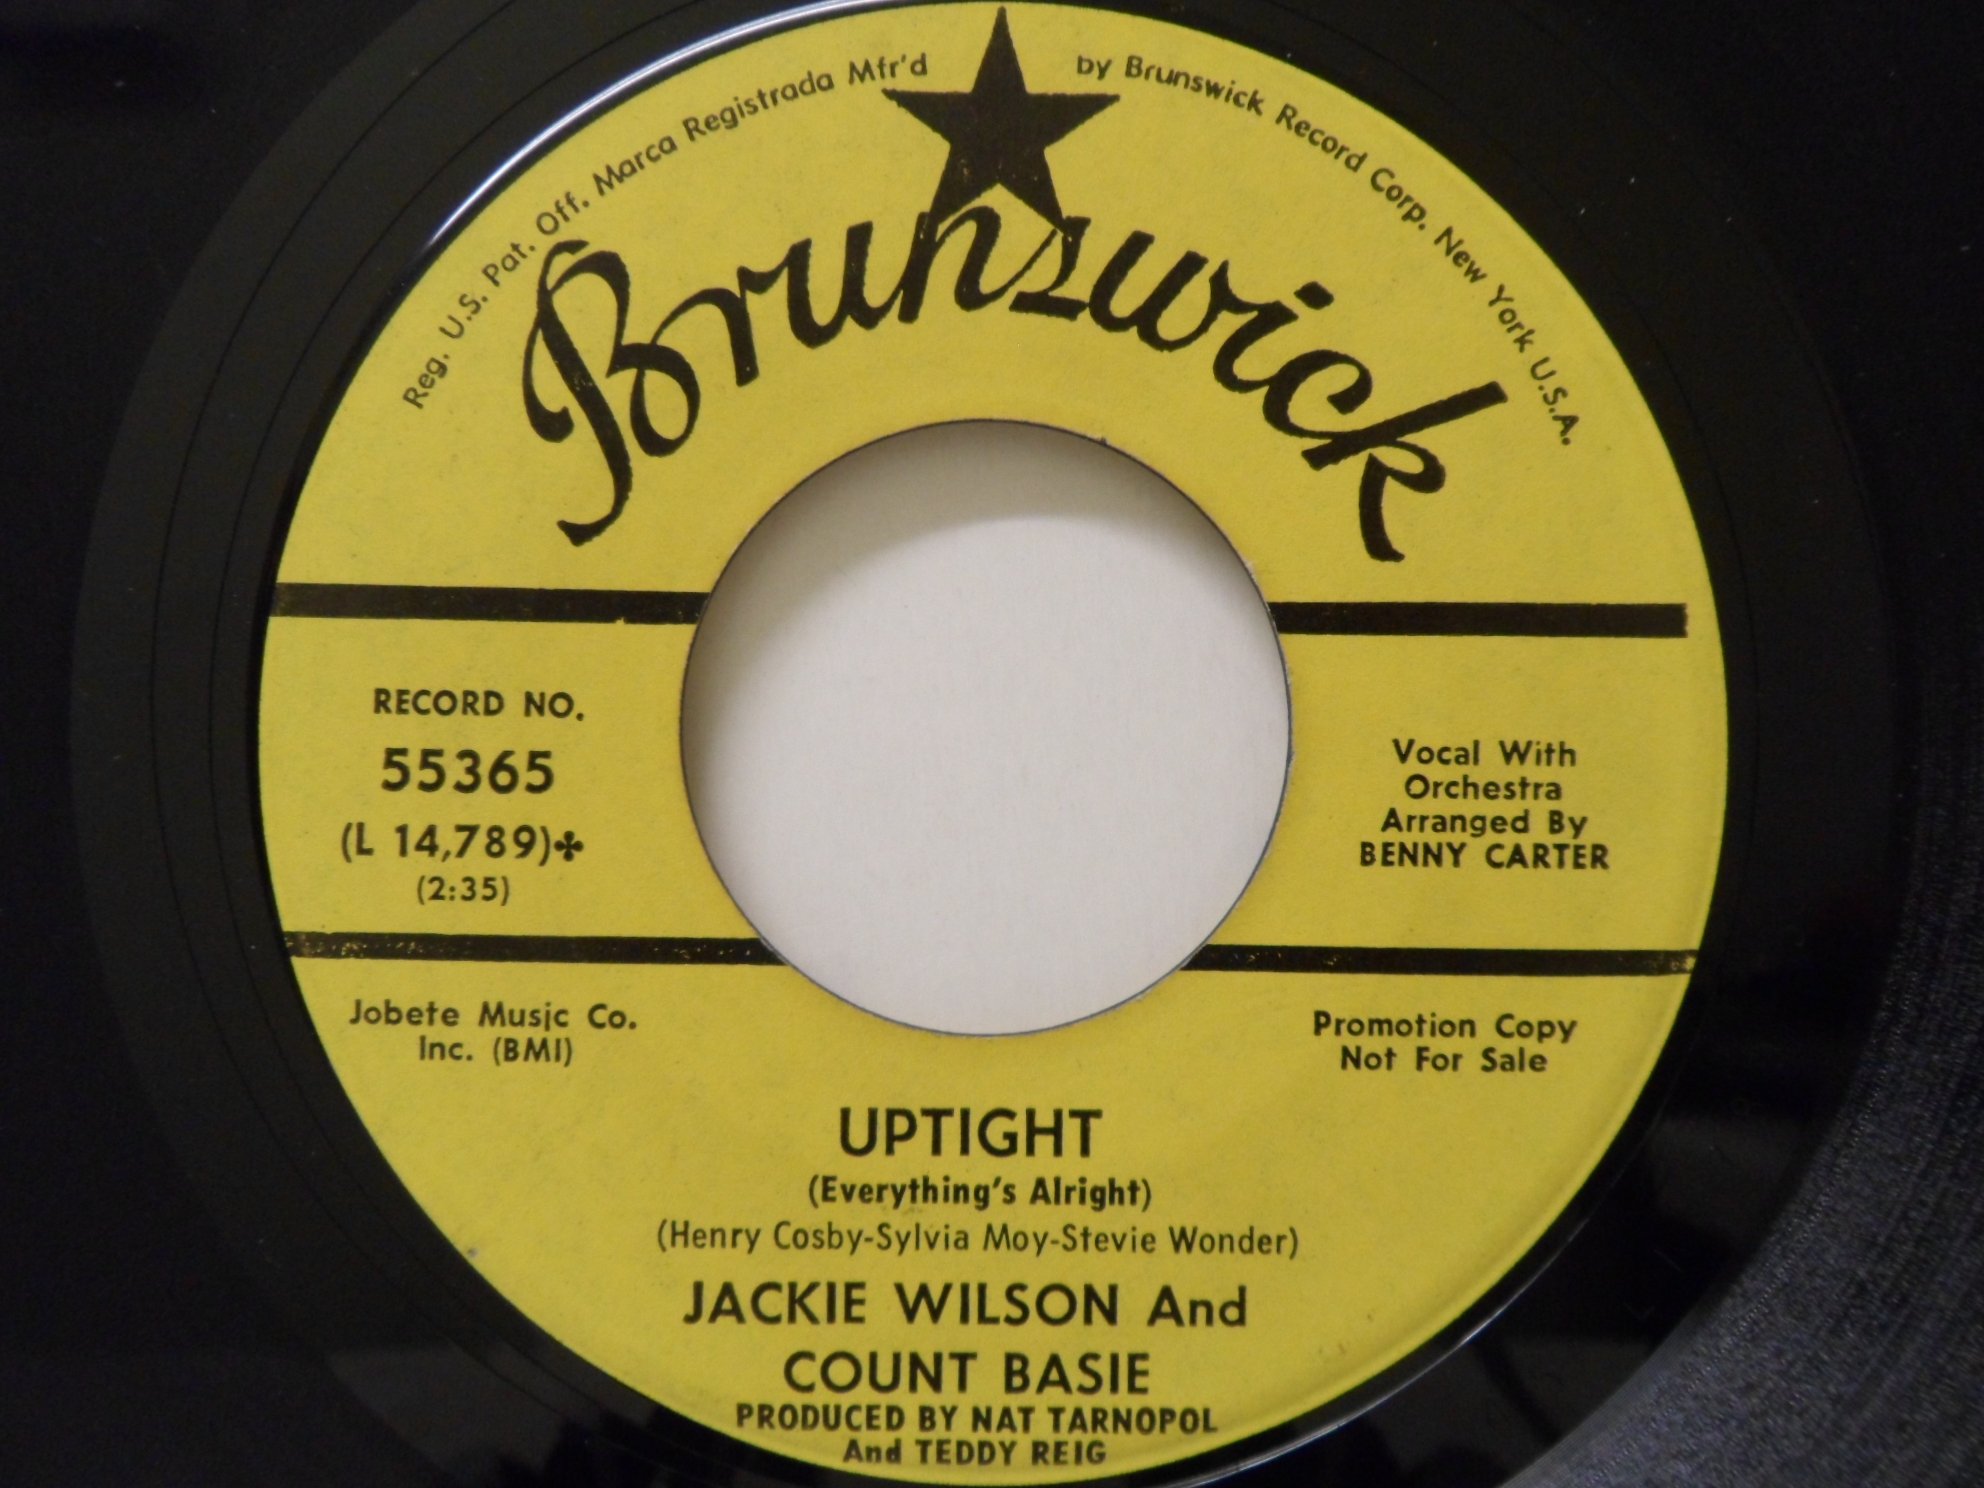 Reg. U.S. Pat. Off. Marca Registrada Mfr'd by Brunswick Record Corp. New York U.S.A.
Brunswick
RECORD NO.
55365
(L 14,789)✤
(2:35)
Vocal With
Orchestra
Arranged By
BENNY CARTER
Jobete Music Co.
Inc. (BMI)
Promotion Copy
Not For Sale
UPTIGHT
(Everything's Alright)
(Henry Cosby-Sylvia Moy-Stevie Wonder)
JACKIE WILSON And
COUNT BASIE
PRODUCED BY NAT TARNOPOL
And TEDDY REIG